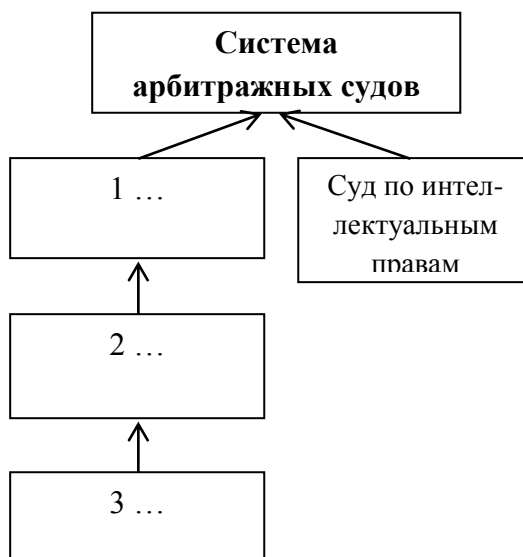 Система
арбитражных судов
1 ...
Суд по интел-
лектуальным
правам
2 ...
3 ...